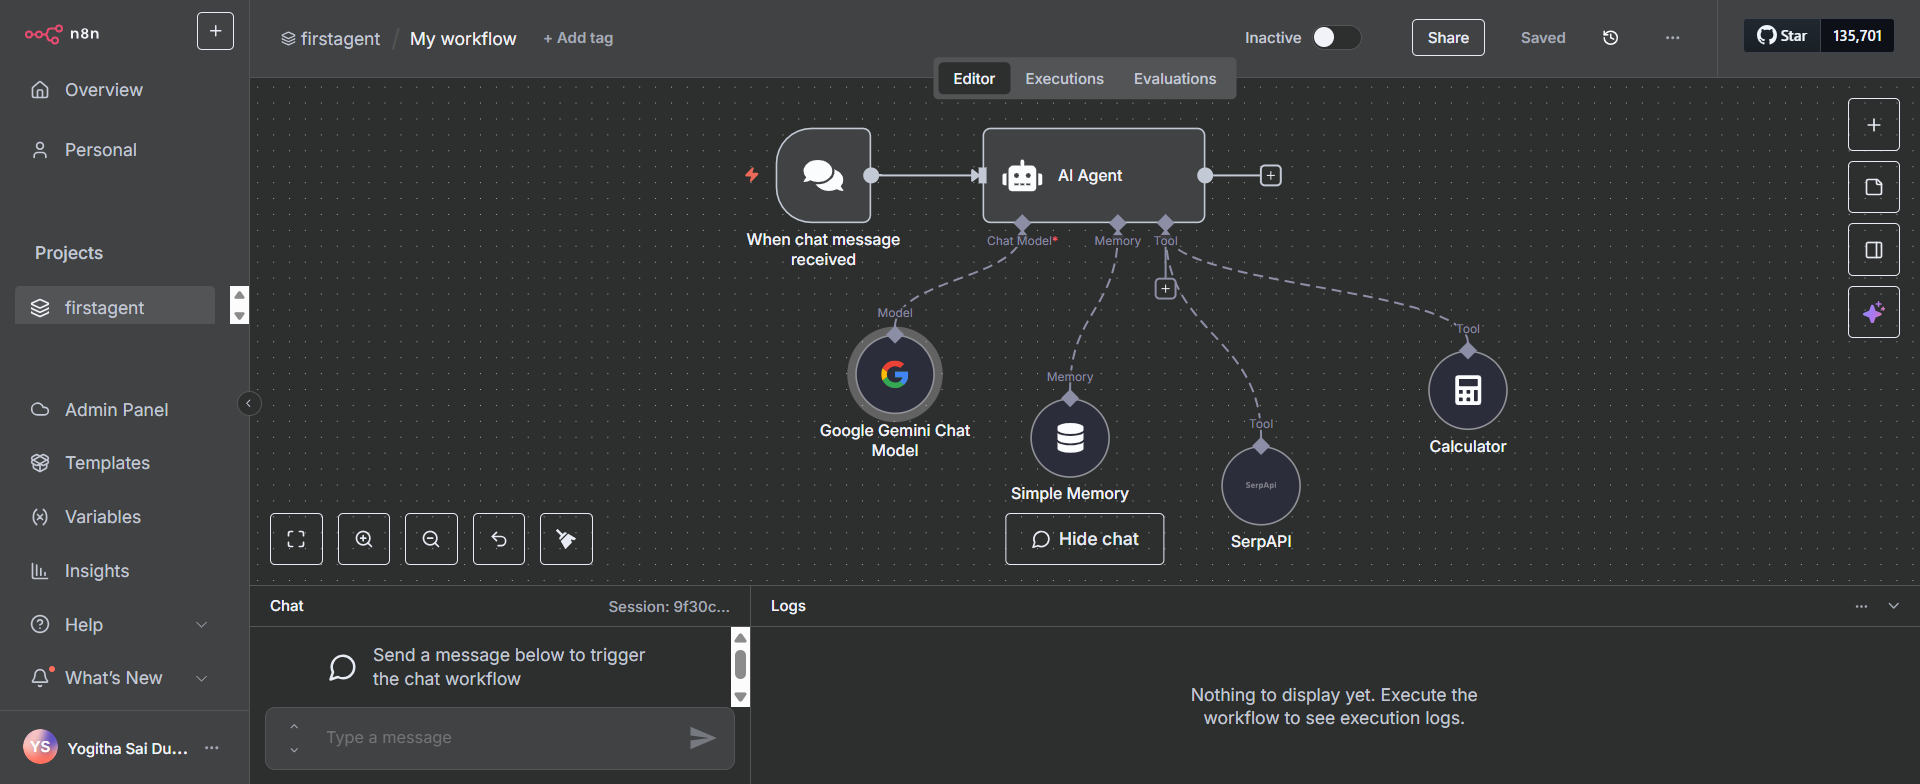 n8n
+
Overview
Personal
Projects
firstagent
Admin Panel
Templates
Variables
Insights
Help
What's New
YS
Yogitha Sai Du...
firstagent / My workflow + Add tag
Inactive
Share
Saved
Star 135,701
Editor Executions Evaluations
When chat message
received
AI Agent
Chat Model*
Memory
Tool
Model
Google Gemini Chat
Model
Memory
Simple Memory
Tool
SerpApi
SerpAPI
Tool
Calculator
Hide chat
Chat
Session: 9f30c...
Send a message below to trigger
the chat workflow
Type a message
Logs
Nothing to display yet. Execute the
workflow to see execution logs.